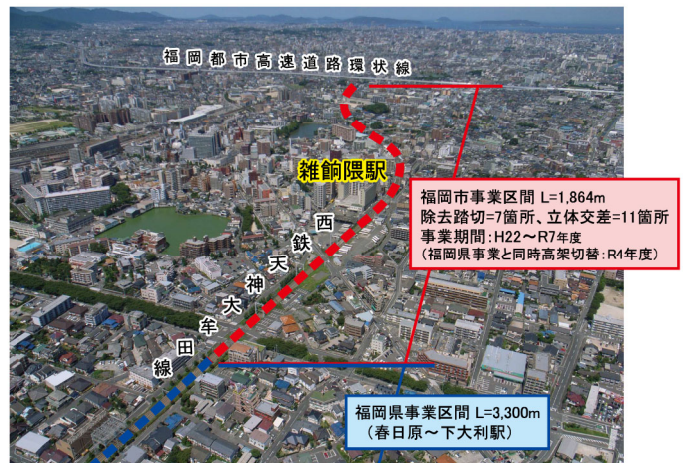 福岡都市高速道路環状線
雑餉隈駅
福岡市事業区間 L=1,864m
除去踏切=7箇所、立体交差=11箇所
事業期間:H22~R7年度
(福岡県事業と同時高架切替:R4年度)
西鉄天神大牟田線
福岡県事業区間 L=3,300m
(春日原~下大利駅)